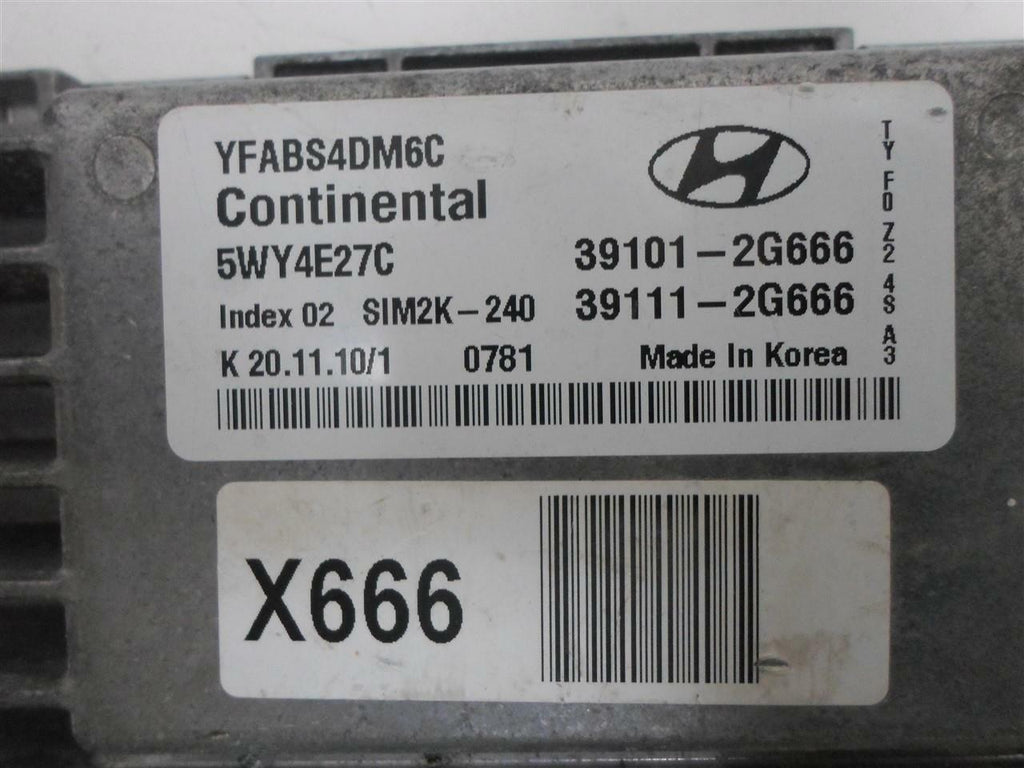 YFABS4DM6C
Continental
5WY4E27C
39101-2G666
Index 02 SIM2K-240
39111-2G666
K 20.11.10/1 0781 Made In Korea
TY F0 Z2 4S A3
X666